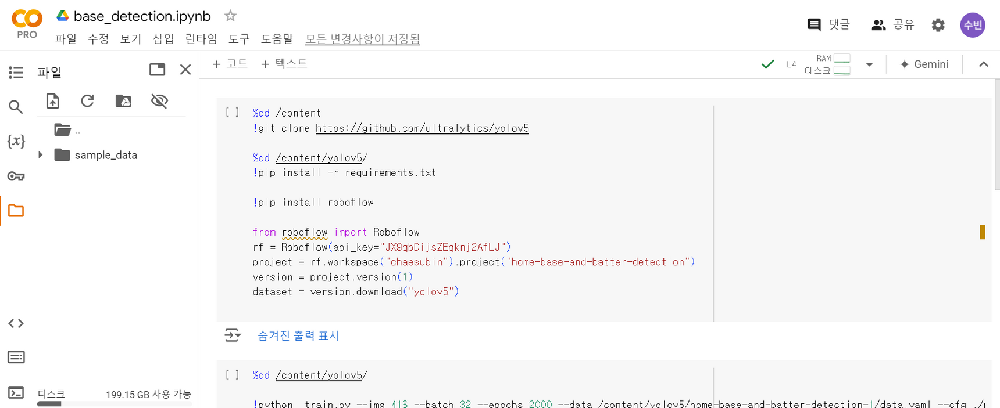 base_detection.ipynb
PRO
파일 수정 보기 삽입 런타임 도구 도움말 모든 변경사항이 저장됨
댓글 공유 수빈
파일
+ 코드 + 텍스트
L4 RAM
디스크
Gemini
..
sample_data
[ ] %cd /content
!git clone https://github.com/ultralytics/yolov5
%cd /content/yolov5/
!pip install -r requirements.txt
!pip install roboflow
from roboflow import Roboflow
rf = Roboflow(api_key="JX9qbDijsZEqknj2AfLJ")
project = rf.workspace("chaesubin").project("home-base-and-batter-detection")
version = project.version(1)
dataset = version.download("yolov5")
숨겨진 출력 표시
[ ] %cd /content/yolov5/
!python train.py --img 416 --batch 32 --epochs 2000 --data /content/yolov5/home-base-and-batter-detection-1/data.yaml --cfg ./
디스크 199.15 GB 사용 가능